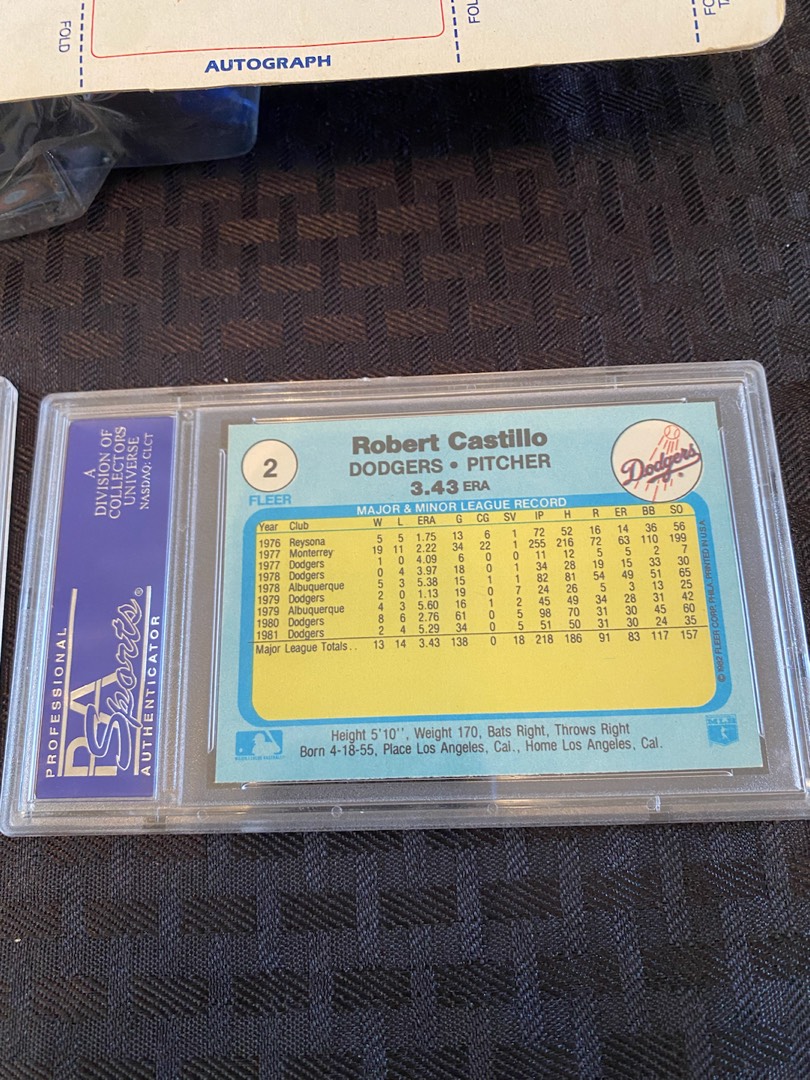 FOLD
AUTOGRAPH
A
DIVISION OF
COLLECTORS
UNIVERSE
NASDAQ: CLCT
PROFESSIONAL
PSA
Sports®
AUTHENTICATOR
2
FLEER
Robert Castillo
DODGERS • PITCHER
3.43 ERA
Dodgers
MAJOR & MINOR LEAGUE RECORD
Year Club W L ERA G CG SV IP H R ER BB SO
1976 Reysona 5 5 1.75 13 6 1 72 52 16 14 36 56
1977 Monterrey 19 11 2.22 34 22 1 255 216 72 63 110 199
1977 Dodgers 1 0 4.09 6 0 0 11 12 5 5 2 7
1978 Dodgers 0 4 3.97 18 0 1 34 28 19 15 33 30
1978 Albuquerque 5 3 5.38 15 1 1 82 81 54 49 51 65
1979 Dodgers 2 0 1.13 19 0 7 24 26 5 3 13 25
1979 Albuquerque 4 3 5.60 16 1 2 45 49 34 28 31 42
1980 Dodgers 8 6 2.76 61 0 5 98 70 31 30 45 60
1981 Dodgers 2 4 5.29 34 0 5 51 50 31 30 24 35
Major League Totals . . 13 14 3.43 138 0 18 218 186 91 83 117 157
© 1982 FLEER CORP. PHILA. PRINTED IN USA
Height 5'10'', Weight 170, Bats Right, Throws Right
Born 4-18-55, Place Los Angeles, Cal., Home Los Angeles, Cal.